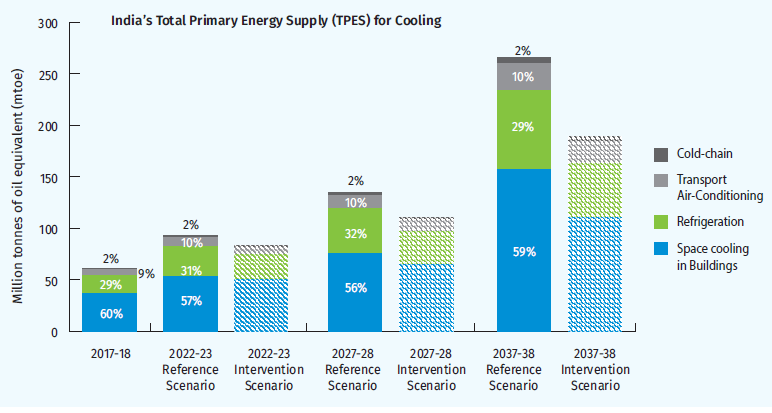 India's Total Primary Energy Supply (TPES) for Cooling
Million tonnes of oil equivalent (mtoe)
300
250
200
150
100
50
0
2%
9%
29%
60%
2%
10%
31%
57%
2%
10%
32%
56%
2%
10%
29%
59%
Cold-chain
Transport
Air-Conditioning
Refrigeration
Space cooling
in Buildings
2017-18
2022-23
Reference
Scenario
2022-23
Intervention
Scenario
2027-28
Reference
Scenario
2027-28
Intervention
Scenario
2037-38
Reference
Scenario
2037-38
Intervention
Scenario